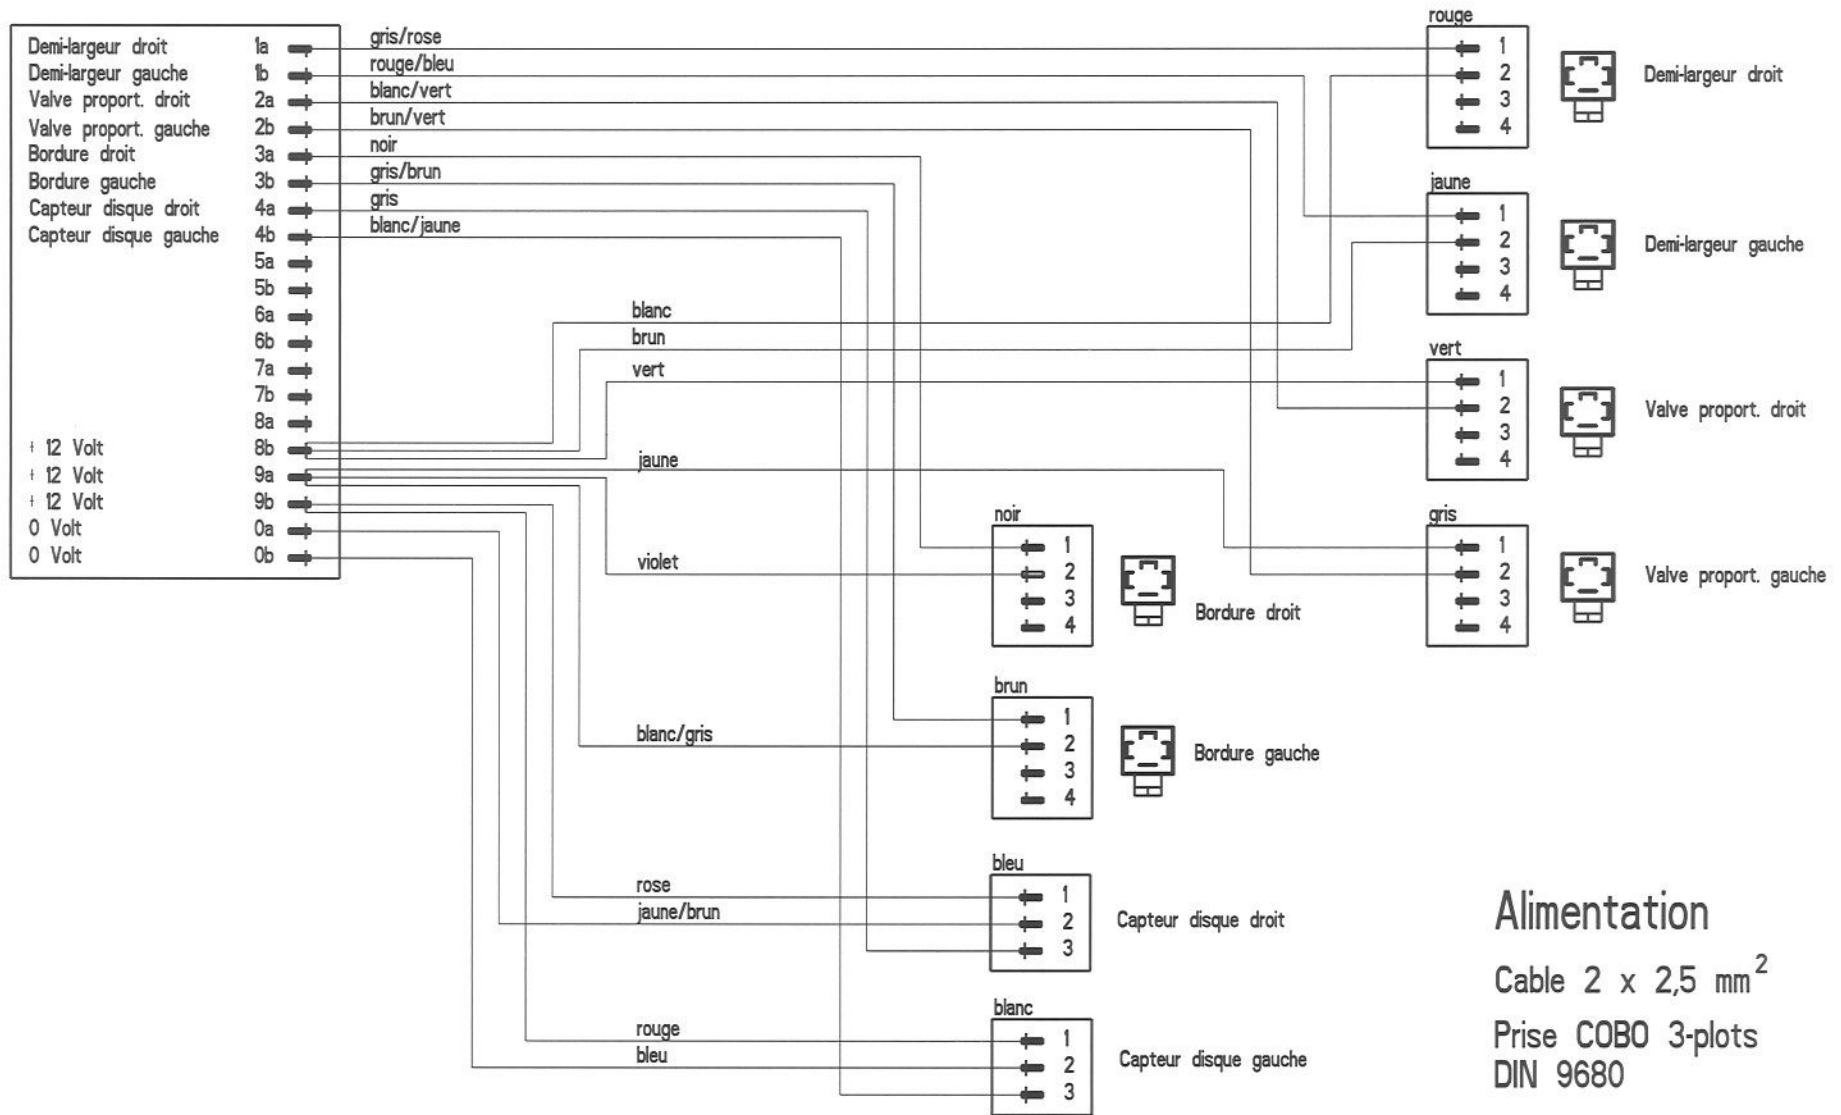 Demi-largeur droit 1a
Demi-largeur gauche 1b
Valve proport. droit 2a
Valve proport. gauche 2b
Bordure droit 3a
Bordure gauche 3b
Capteur disque droit 4a
Capteur disque gauche 4b
5a
5b
6a
6b
7a
7b
8a
+ 12 Volt 8b
+ 12 Volt 9a
+ 12 Volt 9b
0 Volt 0a
0 Volt 0b
gris/rose
rouge/bleu
blanc/vert
brun/vert
noir
gris/brun
gris
blanc/jaune
blanc
brun
vert
jaune
violet
blanc/gris
rose
jaune/brun
rouge
bleu
rouge
1
2
3
4
Demi-largeur droit
jaune
1
2
3
4
Demi-largeur gauche
vert
1
2
3
4
Valve proport. droit
gris
1
2
3
4
Valve proport. gauche
noir
1
2
3
4
Bordure droit
brun
1
2
3
4
Bordure gauche
bleu
1
2
3
Capteur disque droit
blanc
1
2
3
Capteur disque gauche
Alimentation
Cable 2 x 2,5 mm²
Prise COBO 3-plots
DIN 9680